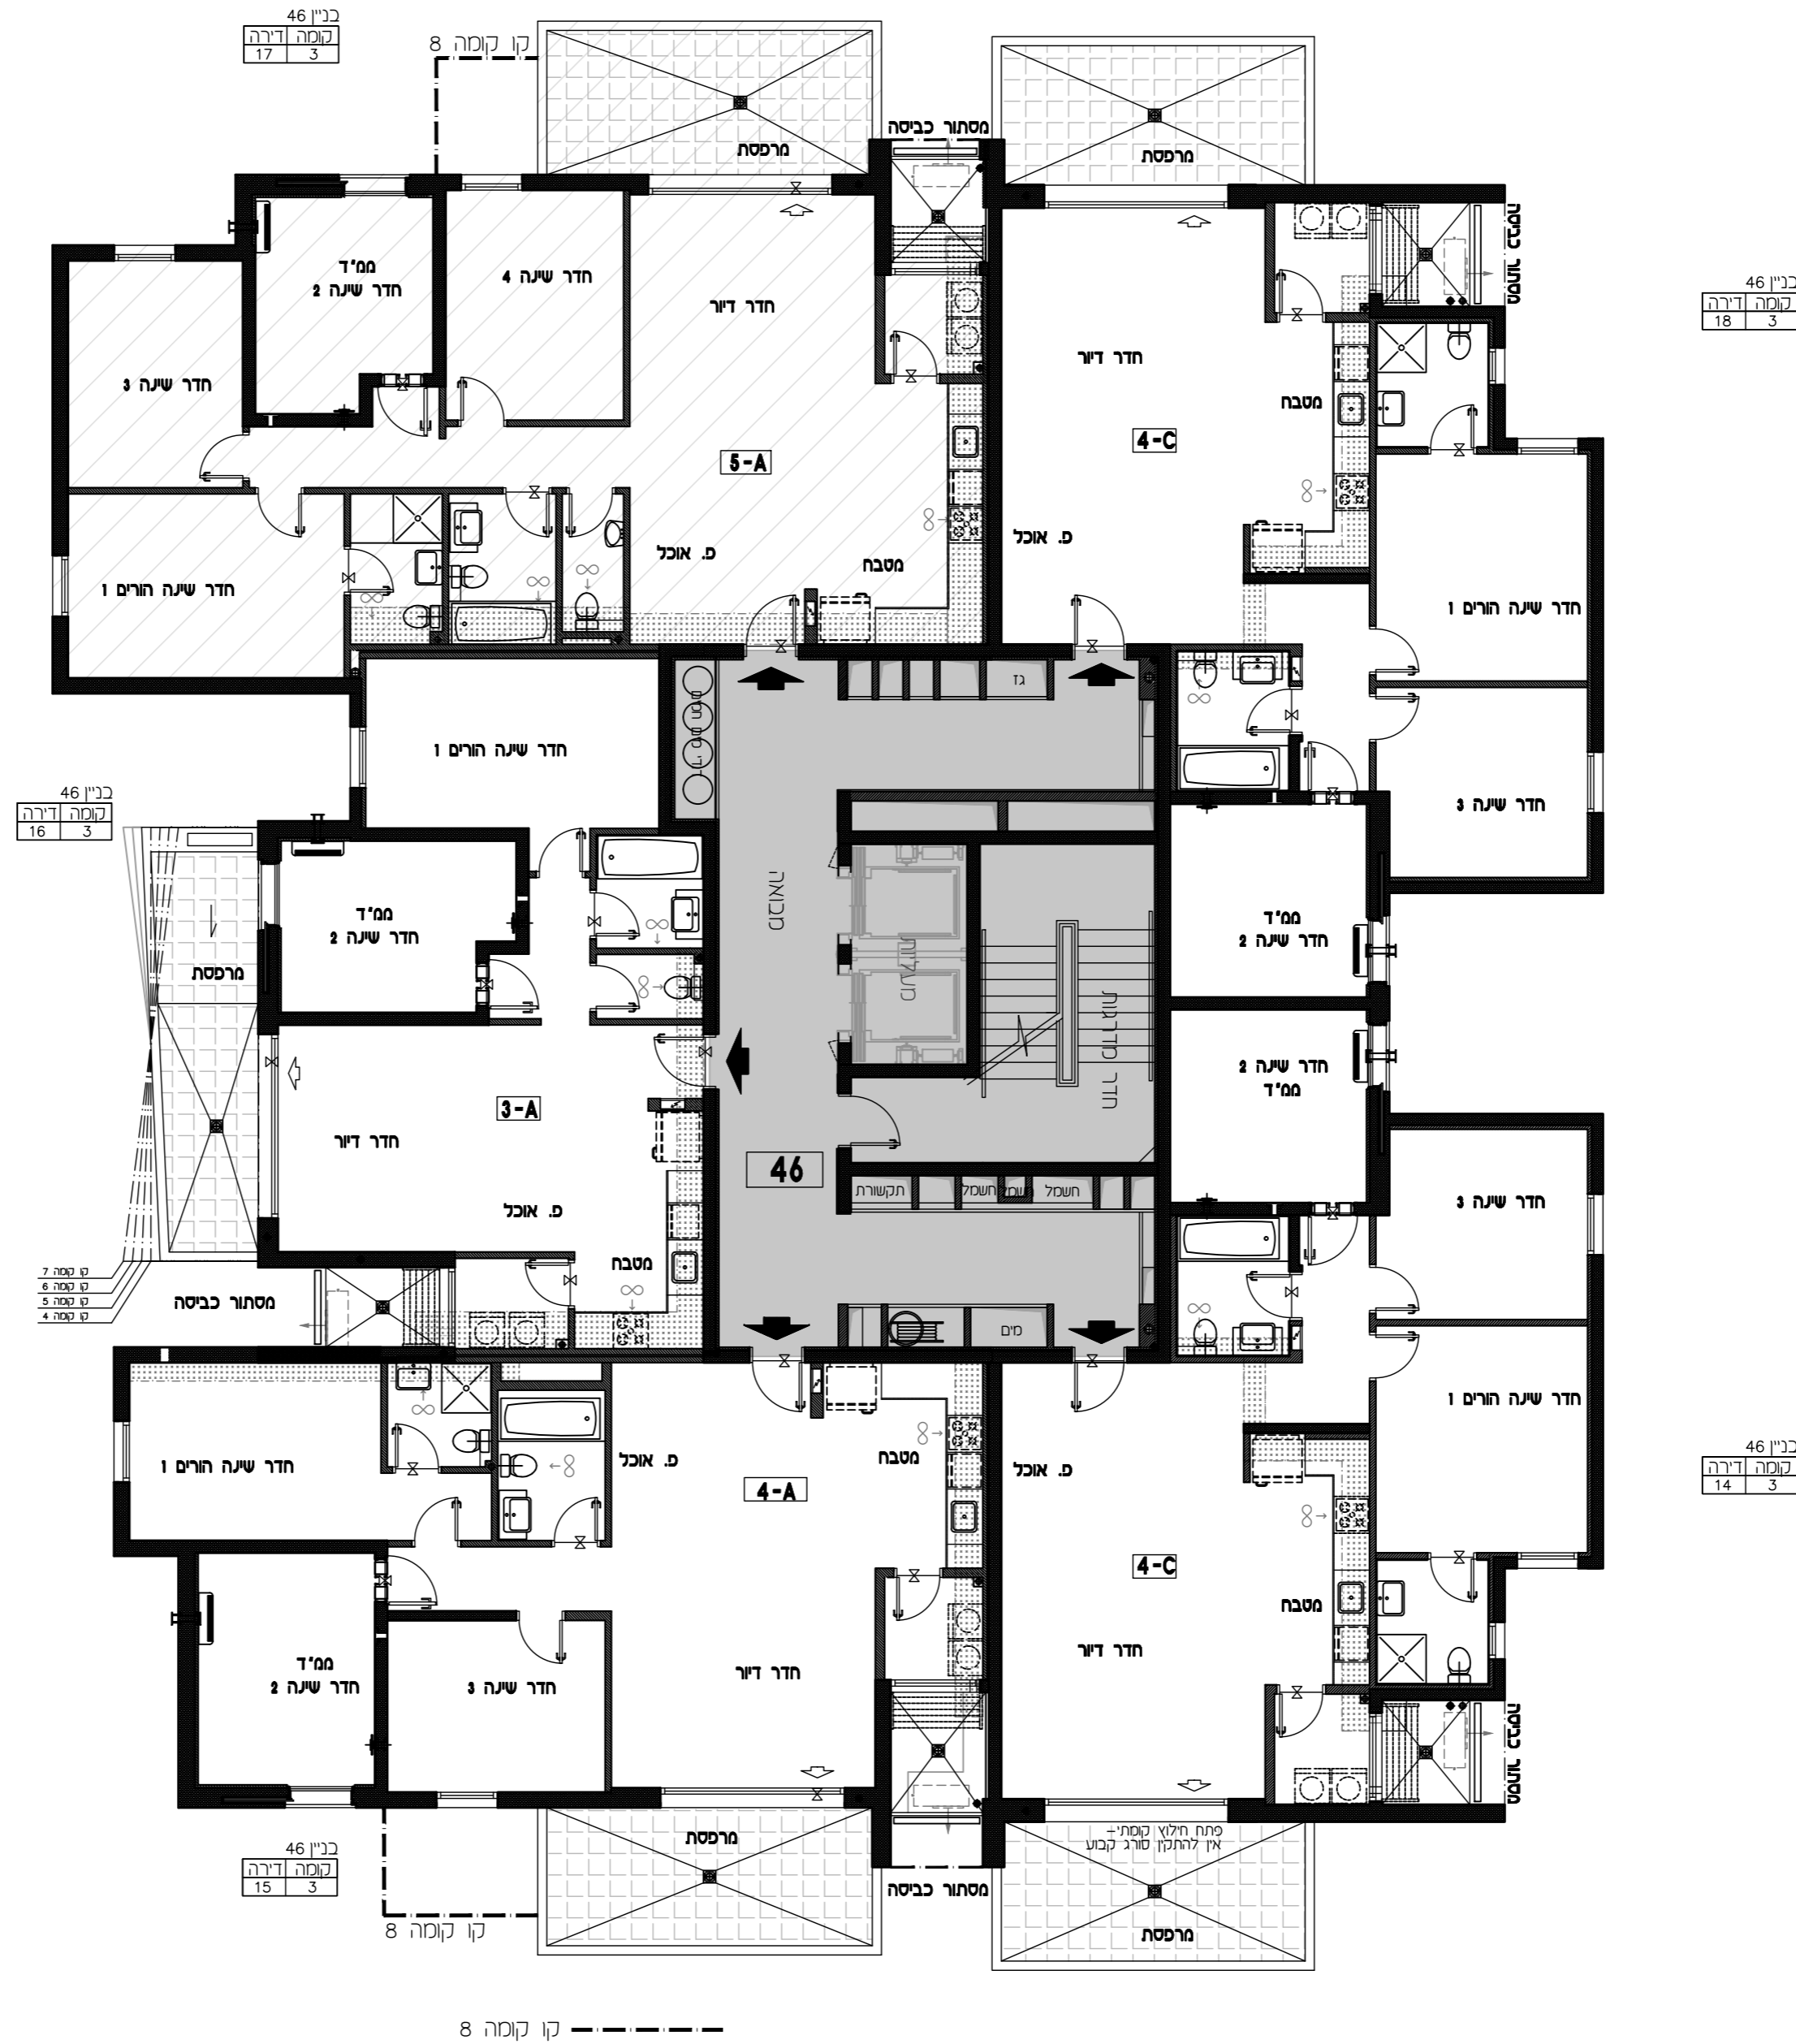 בניין 46
קומה דירה
3 17
קו קומה 8
מסתור כביסה
מרפסת
מרפסת
מסתור כביסה
ממ"ד
חדר שינה 2
חדר שינה 4
חדר דיור
חדר שינה 3
5-A
חדר שינה הורים 1
פ. אוכל
מטבח
חדר דיור
מטבח
4-C
פ. אוכל
חדר שינה הורים 1
חדר שינה 3
בניין 46
קומה דירה
3 18
גז
חדר שינה הורים 1
בניין 46
קומה דירה
3 16
ממ"ד
חדר שינה 2
מרפסת
מבואה
מעליות
חדר מדרגות
ממ"ד
חדר שינה 2
חדר שינה 2
ממ"ד
3-A
חדר דיור
פ. אוכל
מטבח
46
תקשורת
חשמל
חשמל
חשמל
מים
חדר שינה 3
חדר שינה הורים 1
קו קומה 7
קו קומה 6
קו קומה 5
קו קומה 4
מסתור כביסה
חדר שינה הורים 1
פ. אוכל
מטבח
4-A
ממ"ד
חדר שינה 2
חדר שינה 3
חדר דיור
פ. אוכל
4-C
מטבח
חדר דיור
בניין 46
קומה דירה
3 14
מסתור כביסה
פתח חילוץ קומתי-
אין להתקין סורג קבוע
מרפסת
מסתור כביסה
מרפסת
בניין 46
קומה דירה
3 15
קו קומה 8
קו קומה 8